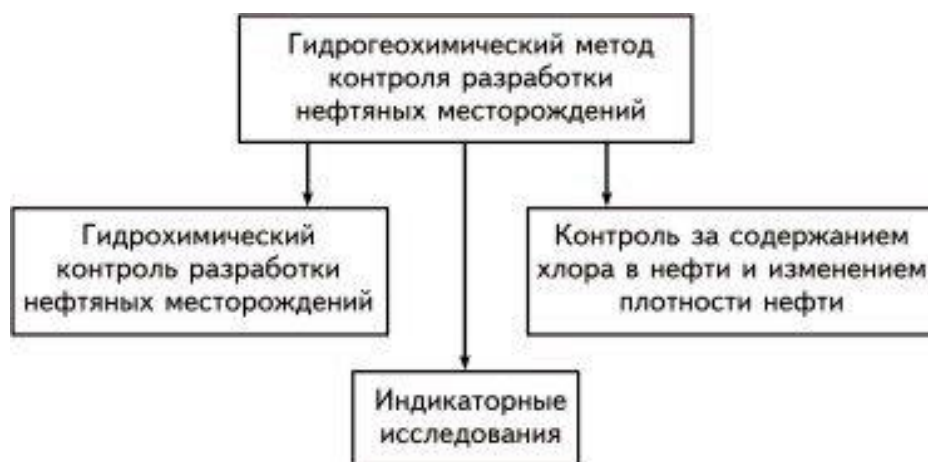 Гидрогеохимический метод
контроля разработки
нефтяных месторождений
Гидрохимический
контроль разработки
нефтяных месторождений
Контроль за содержанием
хлора в нефти и изменением
плотности нефти
Индикаторные
исследования